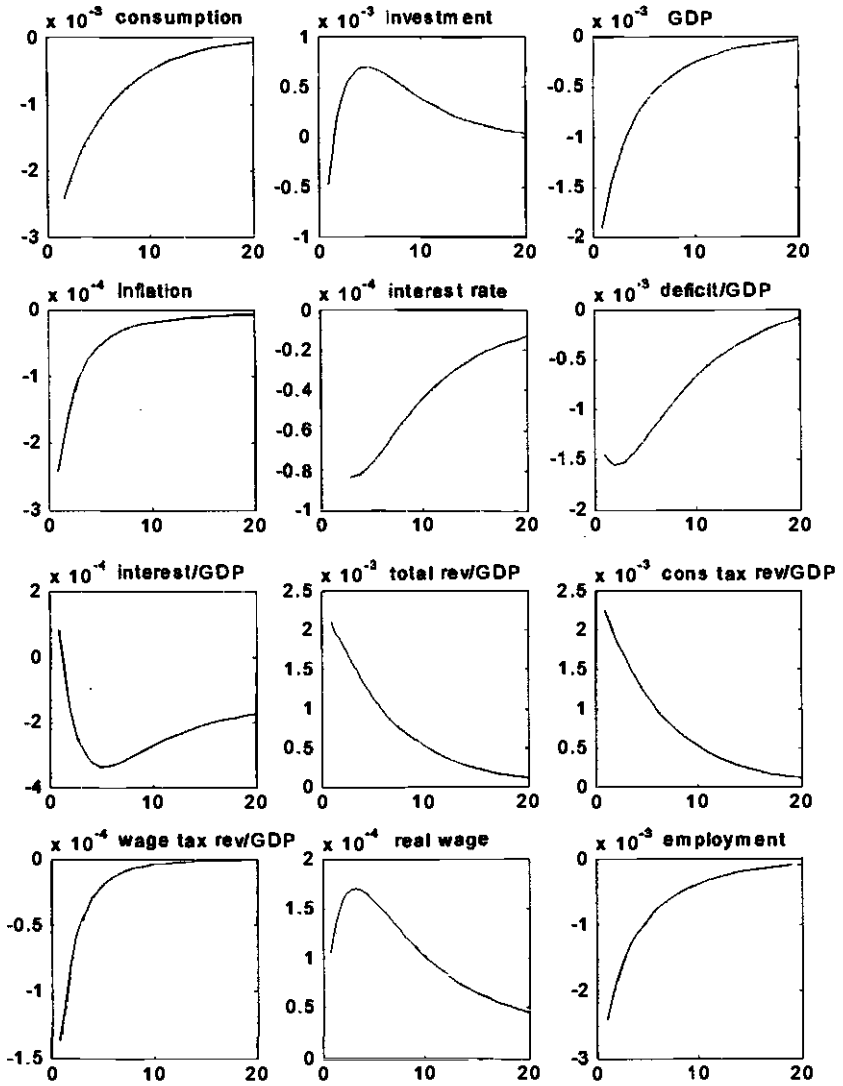 x 10-3 consumption
0
-1
-2
-3
0 10 20
x 10-3 investment
1
0.5
0
-0.5
-1
0 10 20
x 10-3 GDP
0
-0.5
-1
-1.5
-2
0 10 20
x 10-4 Inflation
0
-1
-2
-3
0 10 20
x 10-4 interest rate
0
-0.2
-0.4
-0.6
-0.8
-1
0 10 20
x 10-3 deficit/GDP
0
-0.5
-1
-1.5
-2
0 10 20
x 10-4 interest/GDP
2
0
-2
-4
0 10 20
x 10-3 total rev/GDP
2.5
2
1.5
1
0.5
0
0 10 20
x 10-3 cons tax rev/GDP
2.5
2
1.5
1
0.5
0
0 10 20
x 10-4 wage tax rev/GDP
0
-0.5
-1
-1.5
0 10 20
x 10-4 real wage
2
1.5
1
0.5
0
0 10 20
x 10-3 employment
0
-1
-2
-3
0 10 20